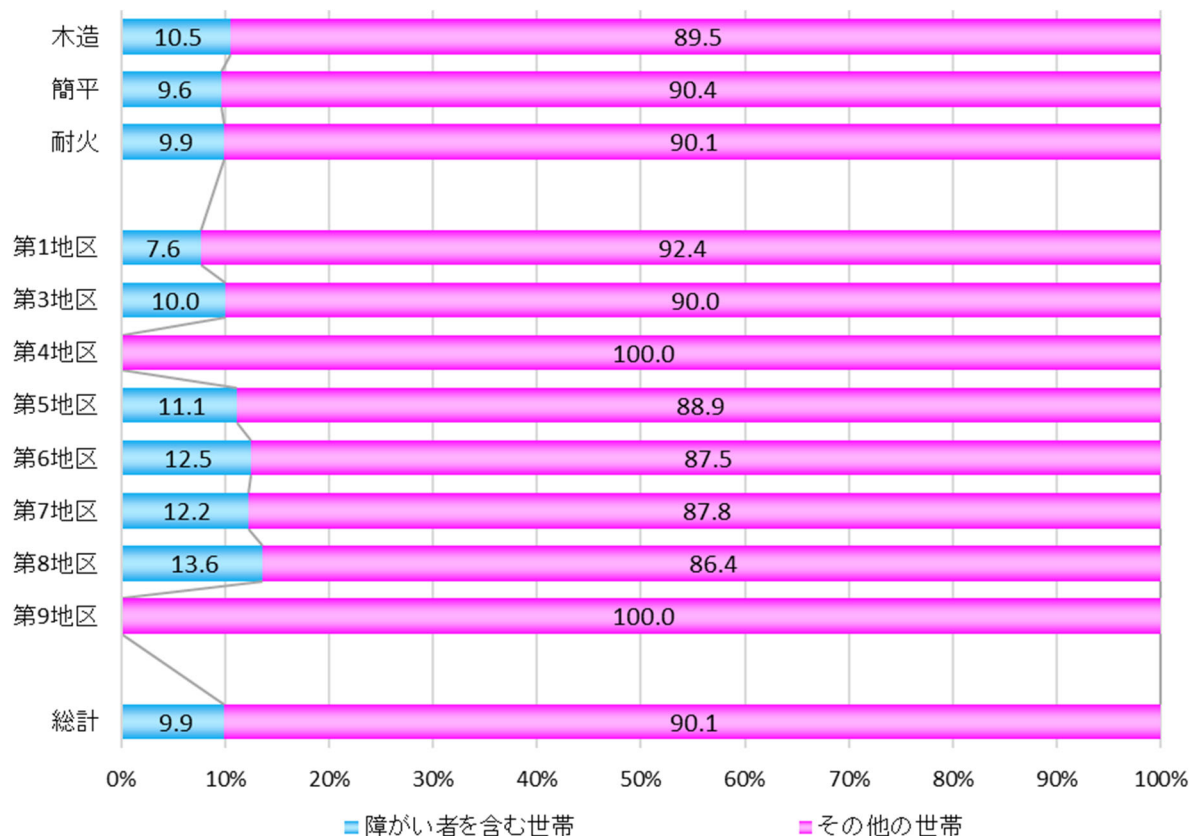 木造 10.5 89.5
簡平 9.6 90.4
耐火 9.9 90.1
第1地区 7.6 92.4
第3地区 10.0 90.0
第4地区 100.0
第5地区 11.1 88.9
第6地区 12.5 87.5
第7地区 12.2 87.8
第8地区 13.6 86.4
第9地区 100.0
総計 9.9 90.1
0% 10% 20% 30% 40% 50% 60% 70% 80% 90% 100%
障がい者を含む世帯 その他の世帯